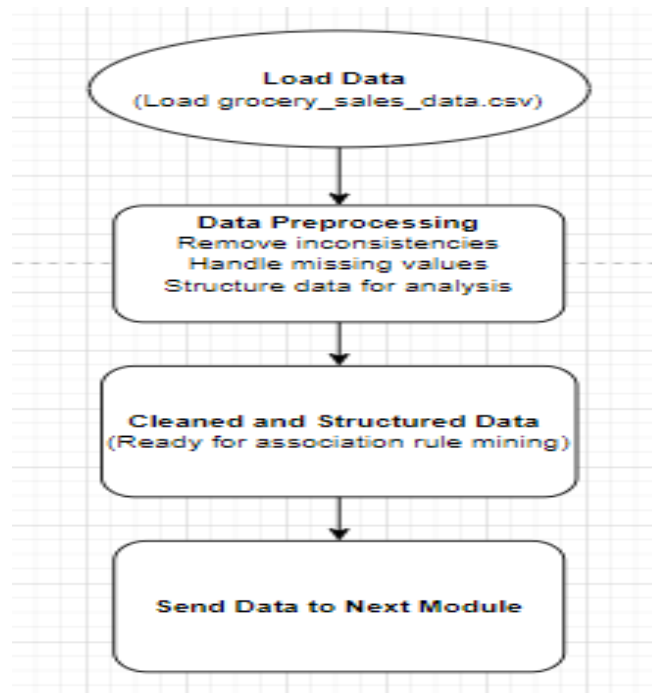 Load Data
(Load grocery_sales_data.csv)
Data Preprocessing
Remove inconsistencies
Handle missing values
Structure data for analysis
Cleaned and Structured Data
(Ready for association rule mining)
Send Data to Next Module